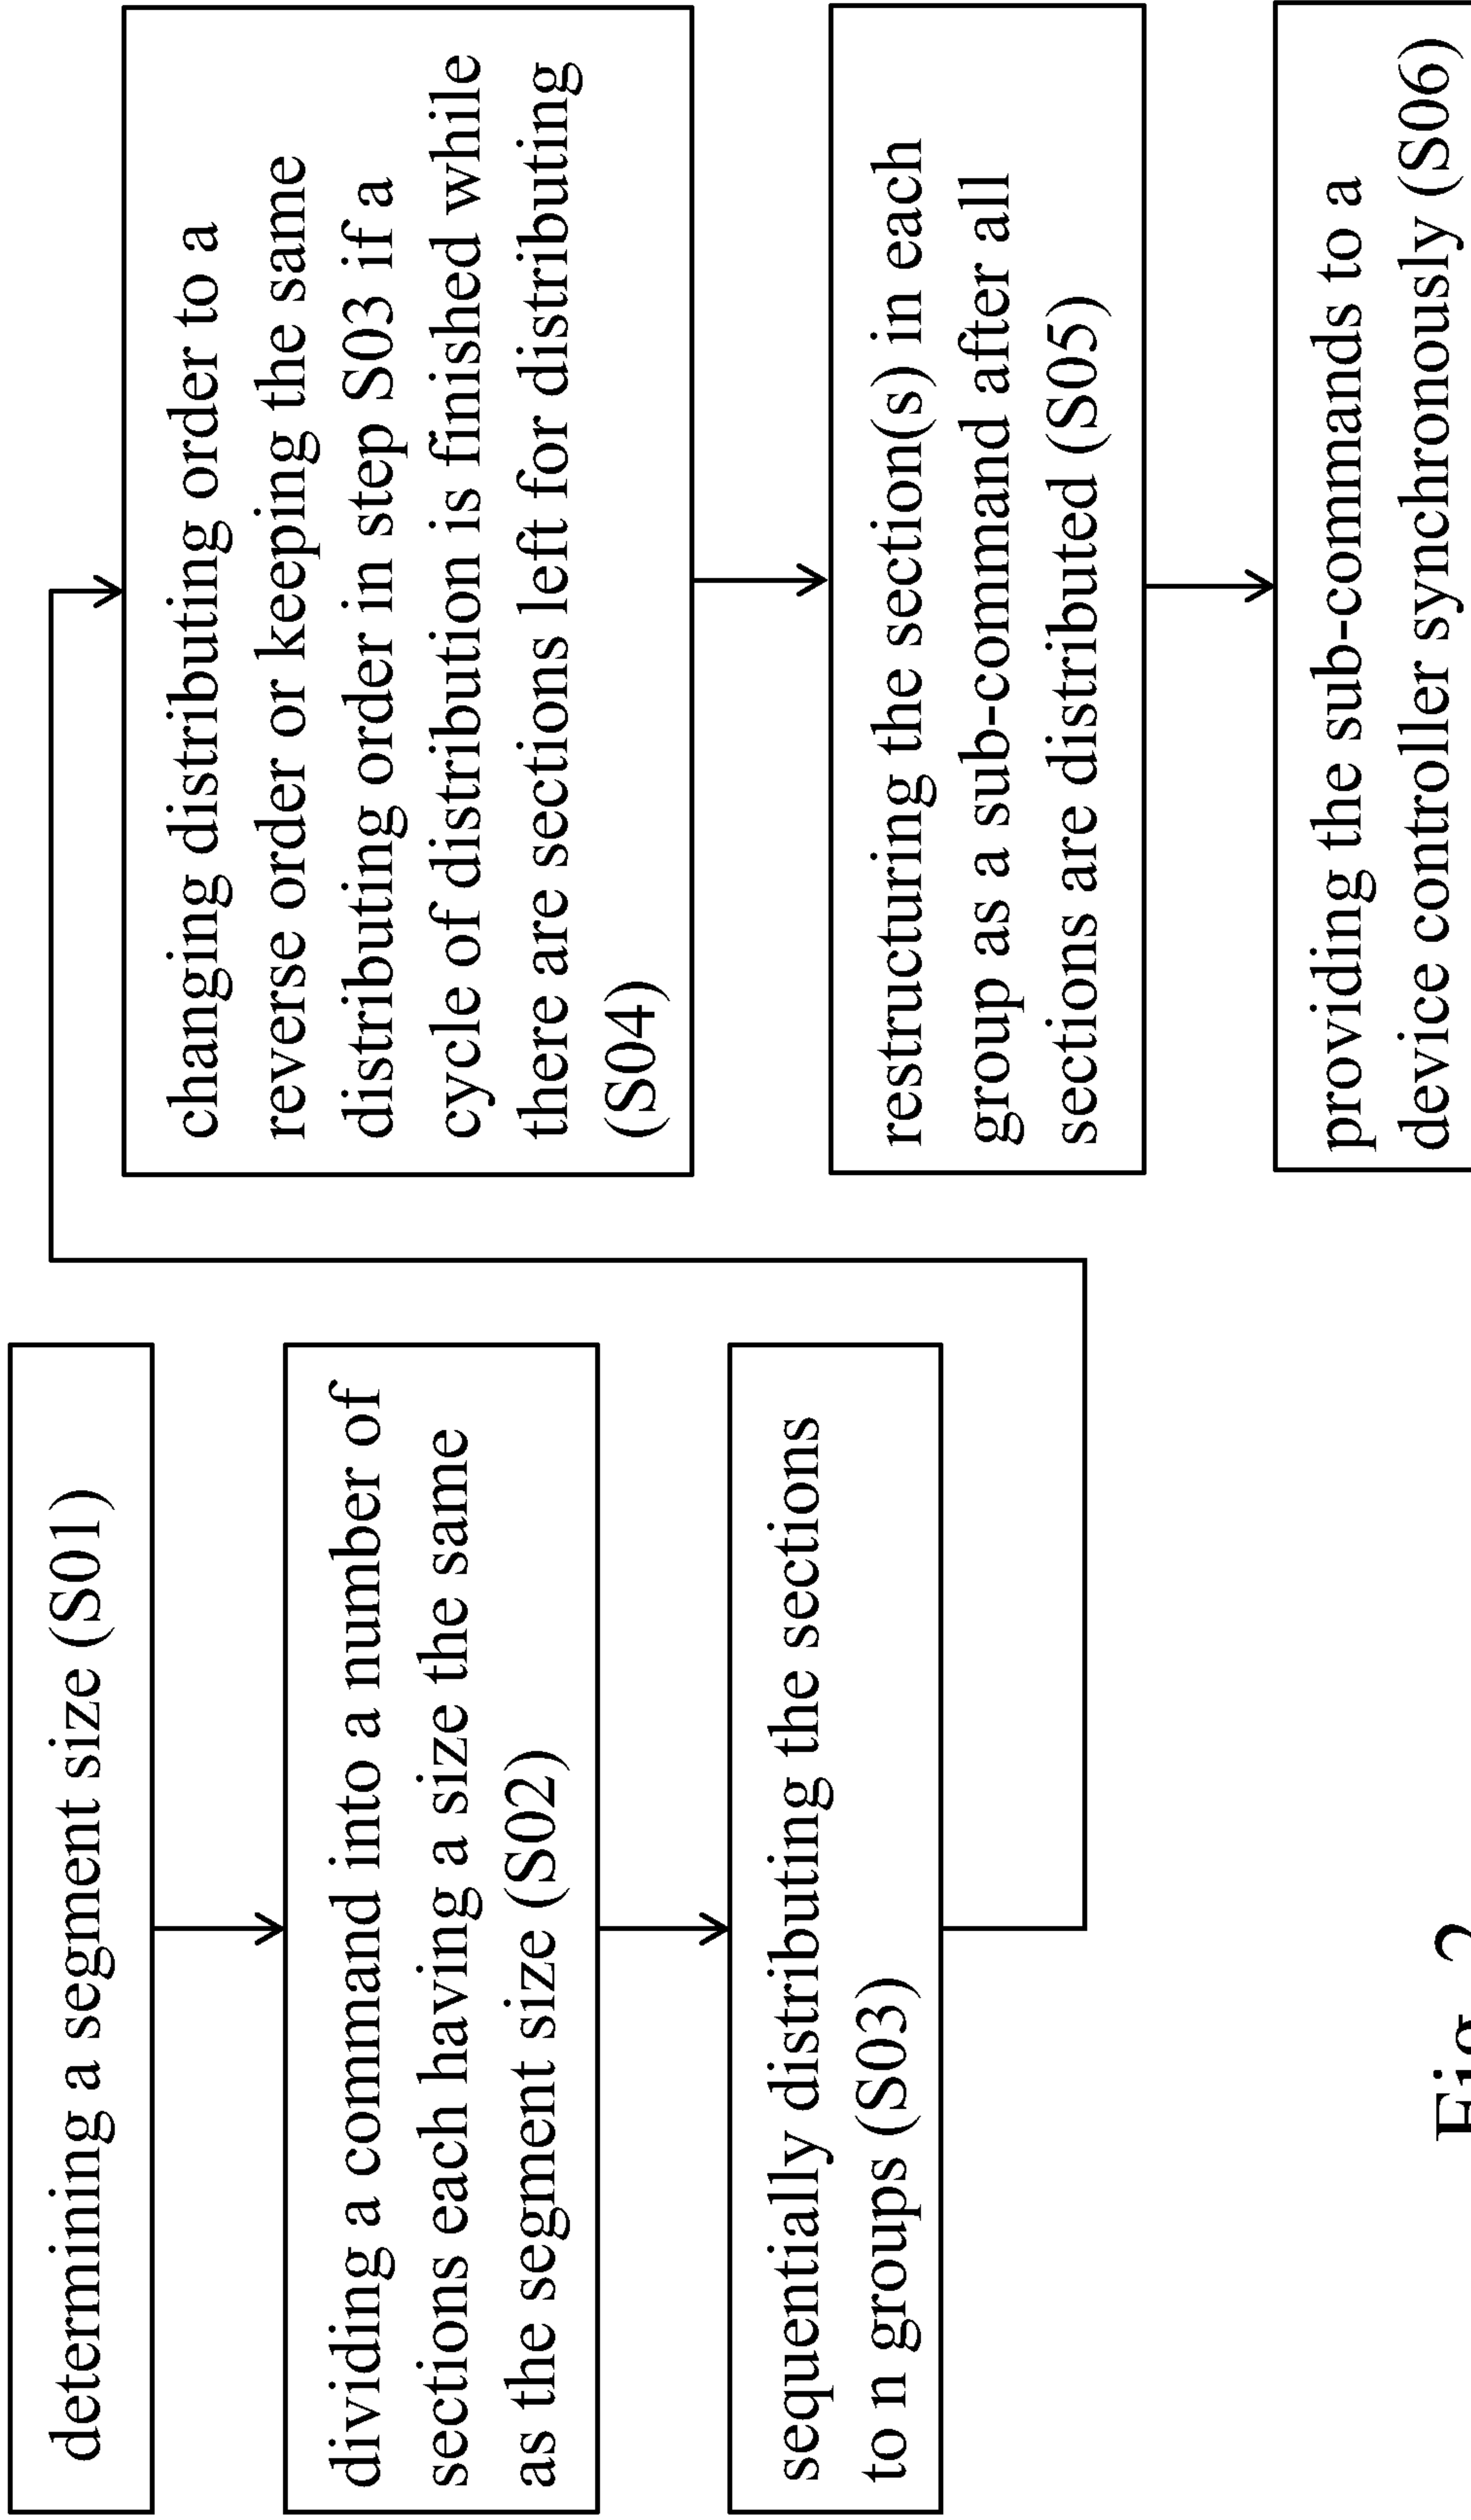 determining a segment size (S01)
dividing a command into a number of
sections each having a size the same
as the segment size (S02)
sequentially distributing the sections
to n groups (S03)
changing distributing order to a
reverse order or keeping the same
distributing order in step S03 if a
cycle of distribution is finished while
there are sections left for distributing
(S04)
restructuring the section(s) in each
group as a sub-command after all
sections are distributed (S05)
providing the sub-commands to a
device controller synchronously (S06)
Fig. 2